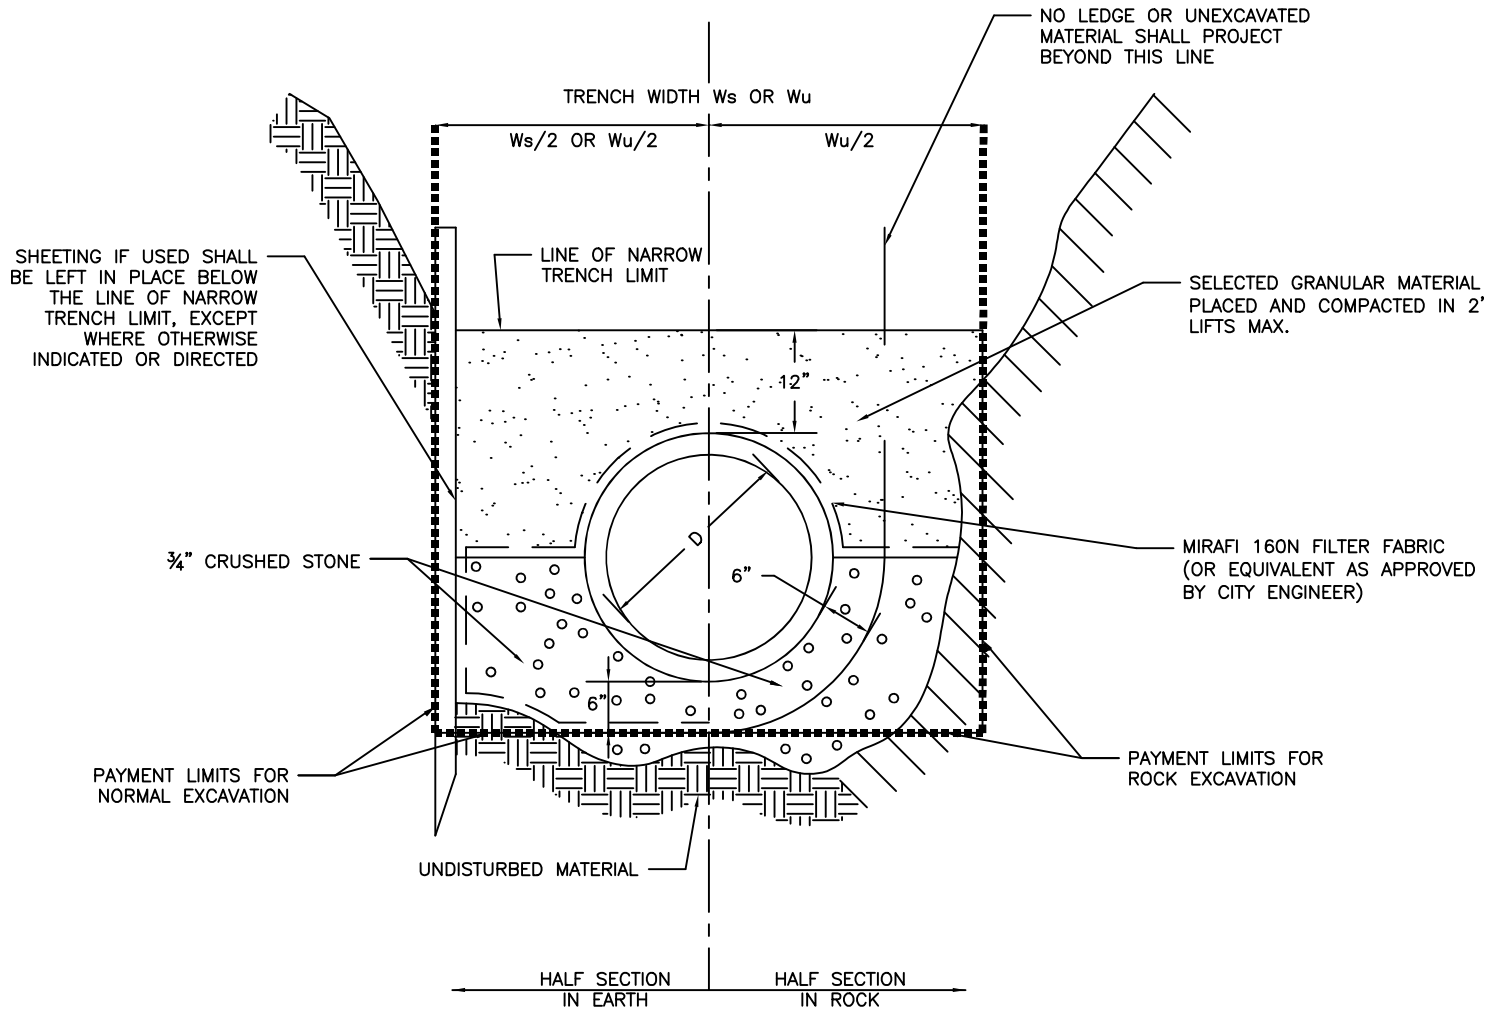 NO LEDGE OR UNEXCAVATED
MATERIAL SHALL PROJECT
BEYOND THIS LINE
TRENCH WIDTH Ws OR Wu
Ws/2 OR Wu/2
Wu/2
SHEETING IF USED SHALL
BE LEFT IN PLACE BELOW
THE LINE OF NARROW
TRENCH LIMIT, EXCEPT
WHERE OTHERWISE
INDICATED OR DIRECTED
LINE OF NARROW
TRENCH LIMIT
SELECTED GRANULAR MATERIAL
PLACED AND COMPACTED IN 2'
LIFTS MAX.
12"
D
¾" CRUSHED STONE
6"
MIRAFI 160N FILTER FABRIC
(OR EQUIVALENT AS APPROVED
BY CITY ENGINEER)
6"
PAYMENT LIMITS FOR
NORMAL EXCAVATION
PAYMENT LIMITS FOR
ROCK EXCAVATION
UNDISTURBED MATERIAL
HALF SECTION
IN EARTH
HALF SECTION
IN ROCK